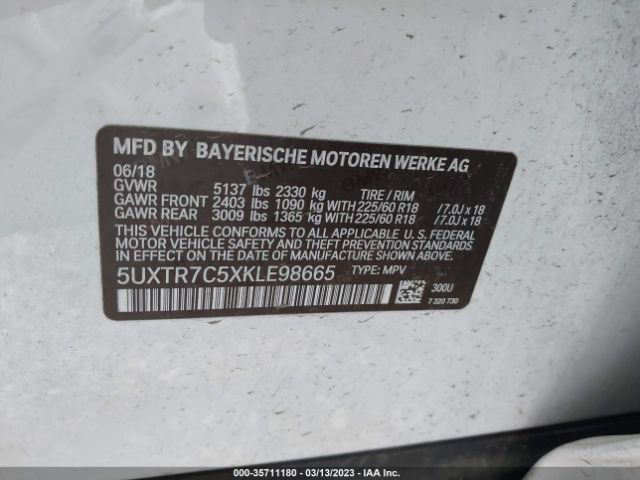 MFD BY BAYERISCHE MOTOREN WERKE AG
06/18
GVWR 5137 lbs 2330 kg TIRE / RIM
GAWR FRONT 2403 lbs 1090 kg WITH 225/60 R18 /7.0J x 18
GAWR REAR 3009 lbs 1365 kg WITH 225/60 R18 /7.0J x 18
THIS VEHICLE CONFORMS TO ALL APPLICABLE U. S. FEDERAL
MOTOR VEHICLE SAFETY AND THEFT PREVENTION STANDARDS
IN EFFECT ON THE DATE OF MANUFACTURE SHOWN ABOVE.
5UXTR7C5XKLE98665 TYPE: MPV
300U
7 320 730
000-35711180 - 03/13/2023 - IAA Inc.